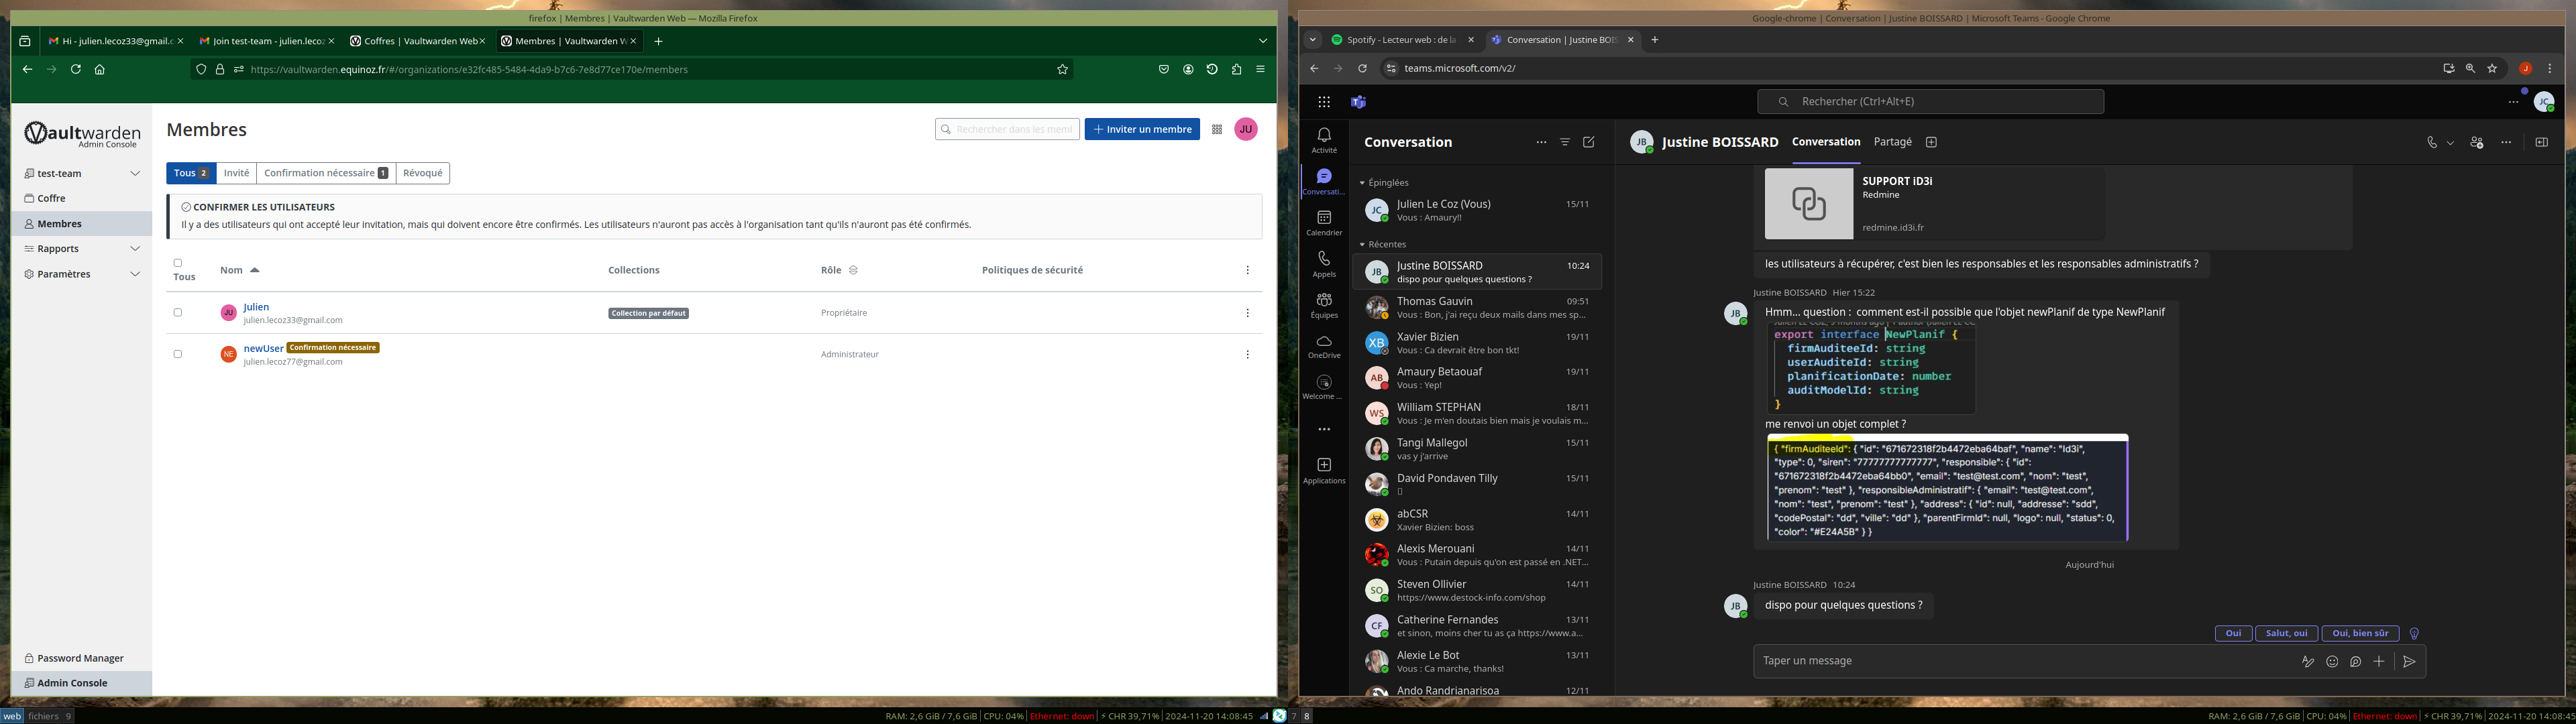 firefox | Membres | Vaultwarden Web — Mozilla Firefox
Hi - julien.lecoz33@gmail.c
Join test-team - julien.lecoz
Coffres | Vaultwarden Web
Membres | Vaultwarden W
https://vaultwarden.equinoz.fr/#/organizations/e32fc485-5484-4da9-b7c6-7e8d77ce170e/members
Vaultwarden
Admin Console
test-team
Coffre
Membres
Rapports
Paramètres
Password Manager
Admin Console
Membres
Rechercher dans les meml
Inviter un membre
JU
Tous 2
Invité
Confirmation nécessaire 1
Révoqué
CONFIRMER LES UTILISATEURS
Il y a des utilisateurs qui ont accepté leur invitation, mais qui doivent encore être confirmés. Les utilisateurs n'auront pas accès à l'organisation tant qu'ils n'auront pas été confirmés.
Tous
Nom
Collections
Rôle
Politiques de sécurité
JU
Julien
julien.lecoz33@gmail.com
Collection par défaut
Propriétaire
NE
newUser Confirmation nécessaire
julien.lecoz77@gmail.com
Administrateur
web fichiers 9
RAM: 2,6 GiB / 7,6 GiB | CPU: 04% | Ethernet: down | ⚡ CHR 39,71% | 2024-11-20 14:08:45
Google-chrome | Conversation | Justine BOISSARD | Microsoft Teams - Google Chrome
Spotify - Lecteur web : de la
Conversation | Justine BOIS
teams.microsoft.com/v2/
J
Rechercher (Ctrl+Alt+E)
JC
Activité
Conversati...
Calendrier
Appels
Équipes
OneDrive
Welcome ...
Applications
Conversation
Épinglées
JC
Julien Le Coz (Vous) 15/11
Vous : Amaury!!
Récentes
JB
Justine BOISSARD 10:24
dispo pour quelques questions ?
Thomas Gauvin 09:51
Vous : Bon, j'ai reçu deux mails dans mes sp...
XB
Xavier Bizien 19/11
Vous : Ca devrait être bon tkt!
AB
Amaury Betaouaf 19/11
Vous : Yep!
WS
William STEPHAN 18/11
Vous : Je m'en doutais bien mais je voulais m...
Tangi Mallegol 15/11
vas y j'arrive
David Pondaven Tilly 15/11
abCSR 14/11
Xavier Bizien: boss
Alexis Merouani 14/11
Vous : Putain depuis qu'on est passé en .NET...
SO
Steven Ollivier 14/11
https://www.destock-info.com/shop
CF
Catherine Fernandes 13/11
et sinon, moins cher tu as ça https://www.a...
Alexie Le Bot 13/11
Vous : Ca marche, thanks!
Ando Randrianarisoa 12/11
JB
Justine BOISSARD
Conversation
Partagé
SUPPORT iD3i
Redmine
redmine.id3i.fr
les utilisateurs à récupérer, c'est bien les responsables et les responsables administratifs ?
Justine BOISSARD Hier 15:22
JB
Hmm... question : comment est-il possible que l'objet newPlanif de type NewPlanif
export interface NewPlanif {
firmAuditeeId: string
userAuditeId: string
planificationDate: number
auditModelId: string
}
me renvoi un objet complet ?
{ "firmAuditeeId": { "id": "671672318f2b4472eba64baf", "name": "Id3i",
"type": 0, "siren": "77777777777777", "responsible": { "id":
"671672318f2b4472eba64bb0", "email": "test@test.com", "nom": "test",
"prenom": "test" }, "responsibleAdministratif": { "email": "test@test.com",
"nom": "test", "prenom": "test" }, "address": { "id": null, "addresse": "sdd",
"codePostal": "dd", "ville": "dd" }, "parentFirmId": null, "logo": null, "status": 0,
"color": "#E24A5B" } }
Aujourd'hui
Justine BOISSARD 10:24
JB
dispo pour quelques questions ?
Oui
Salut, oui
Oui, bien sûr
Taper un message
7 8
RAM: 2,6 GiB / 7,6 GiB | CPU: 04% | Ethernet: down | ⚡ CHR 39,71% | 2024-11-20 14:08:4